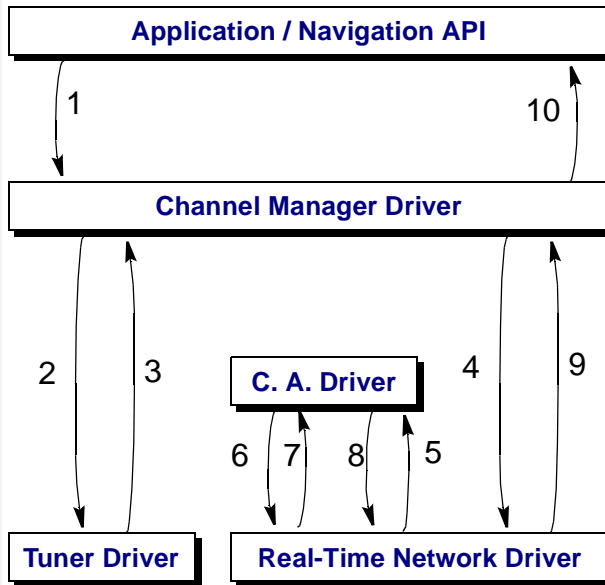 Application / Navigation API
1
10
Channel Manager Driver
2
3
4
9
C. A. Driver
6
7
8
5
Tuner Driver
Real-Time Network Driver